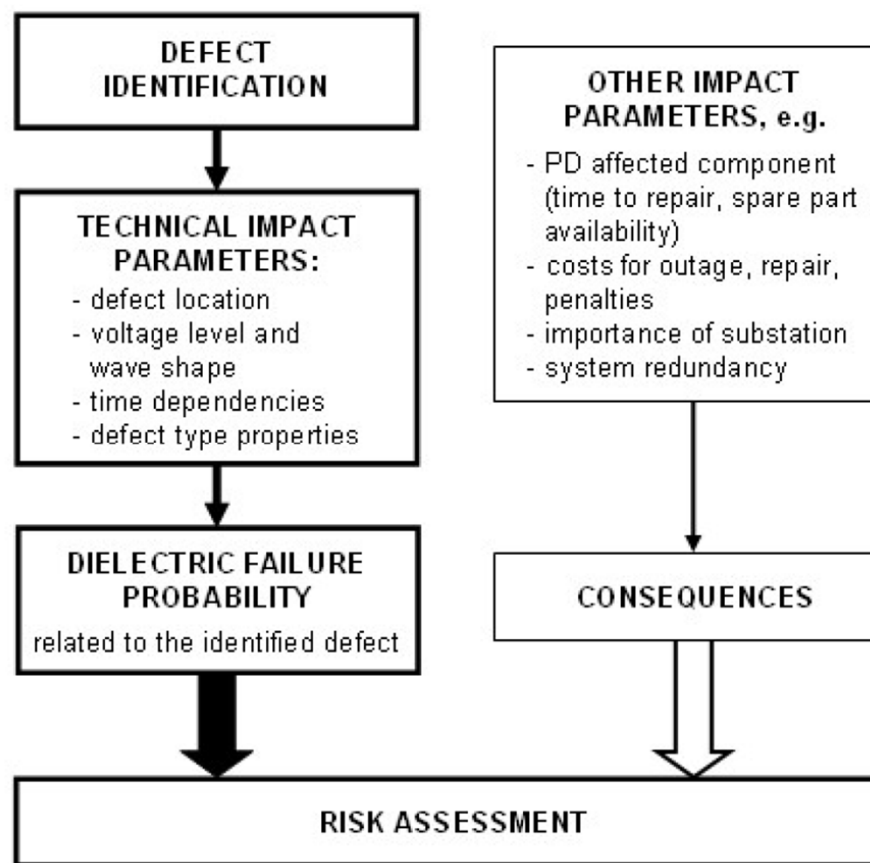 DEFECT
IDENTIFICATION
TECHNICAL IMPACT
PARAMETERS:
- defect location
- voltage level and
wave shape
- time dependencies
- defect type properties
DIELECTRIC FAILURE
PROBABILITY
related to the identified defect
OTHER IMPACT
PARAMETERS, e.g.
- PD affected component
(time to repair, spare part
availability)
- costs for outage, repair,
penalties
- importance of substation
- system redundancy
CONSEQUENCES
RISK ASSESSMENT